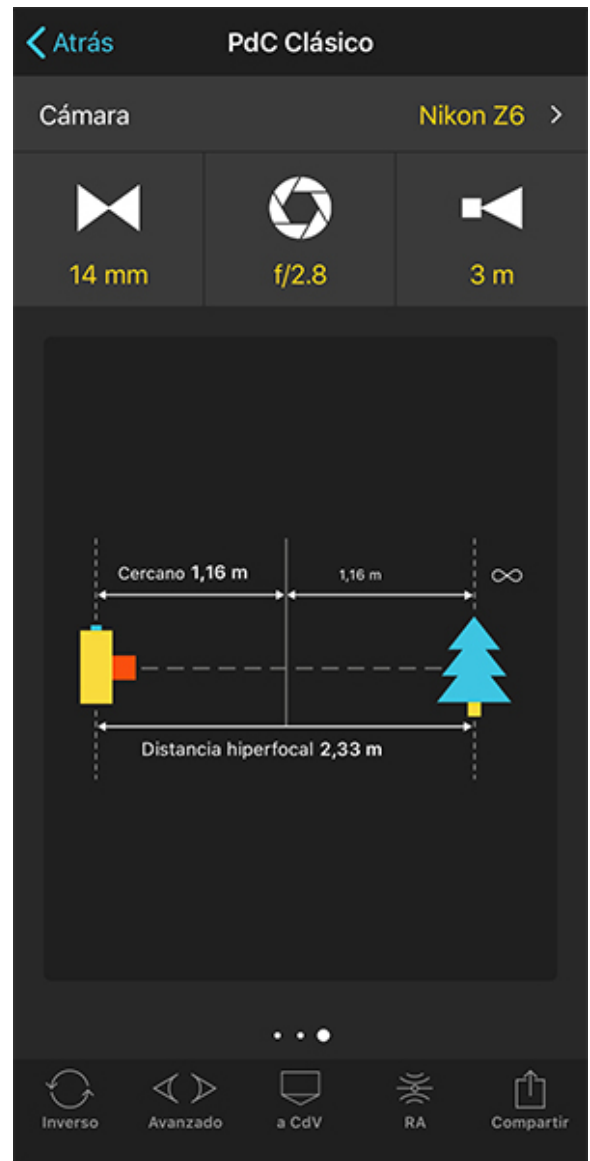 Atrás
PdC Clásico
Cámara
Nikon Z6
14 mm
f/2.8
3 m
Cercano 1,16 m
1,16 m
∞
Distancia hiperfocal 2,33 m
Inverso
Avanzado
a CdV
RA
Compartir